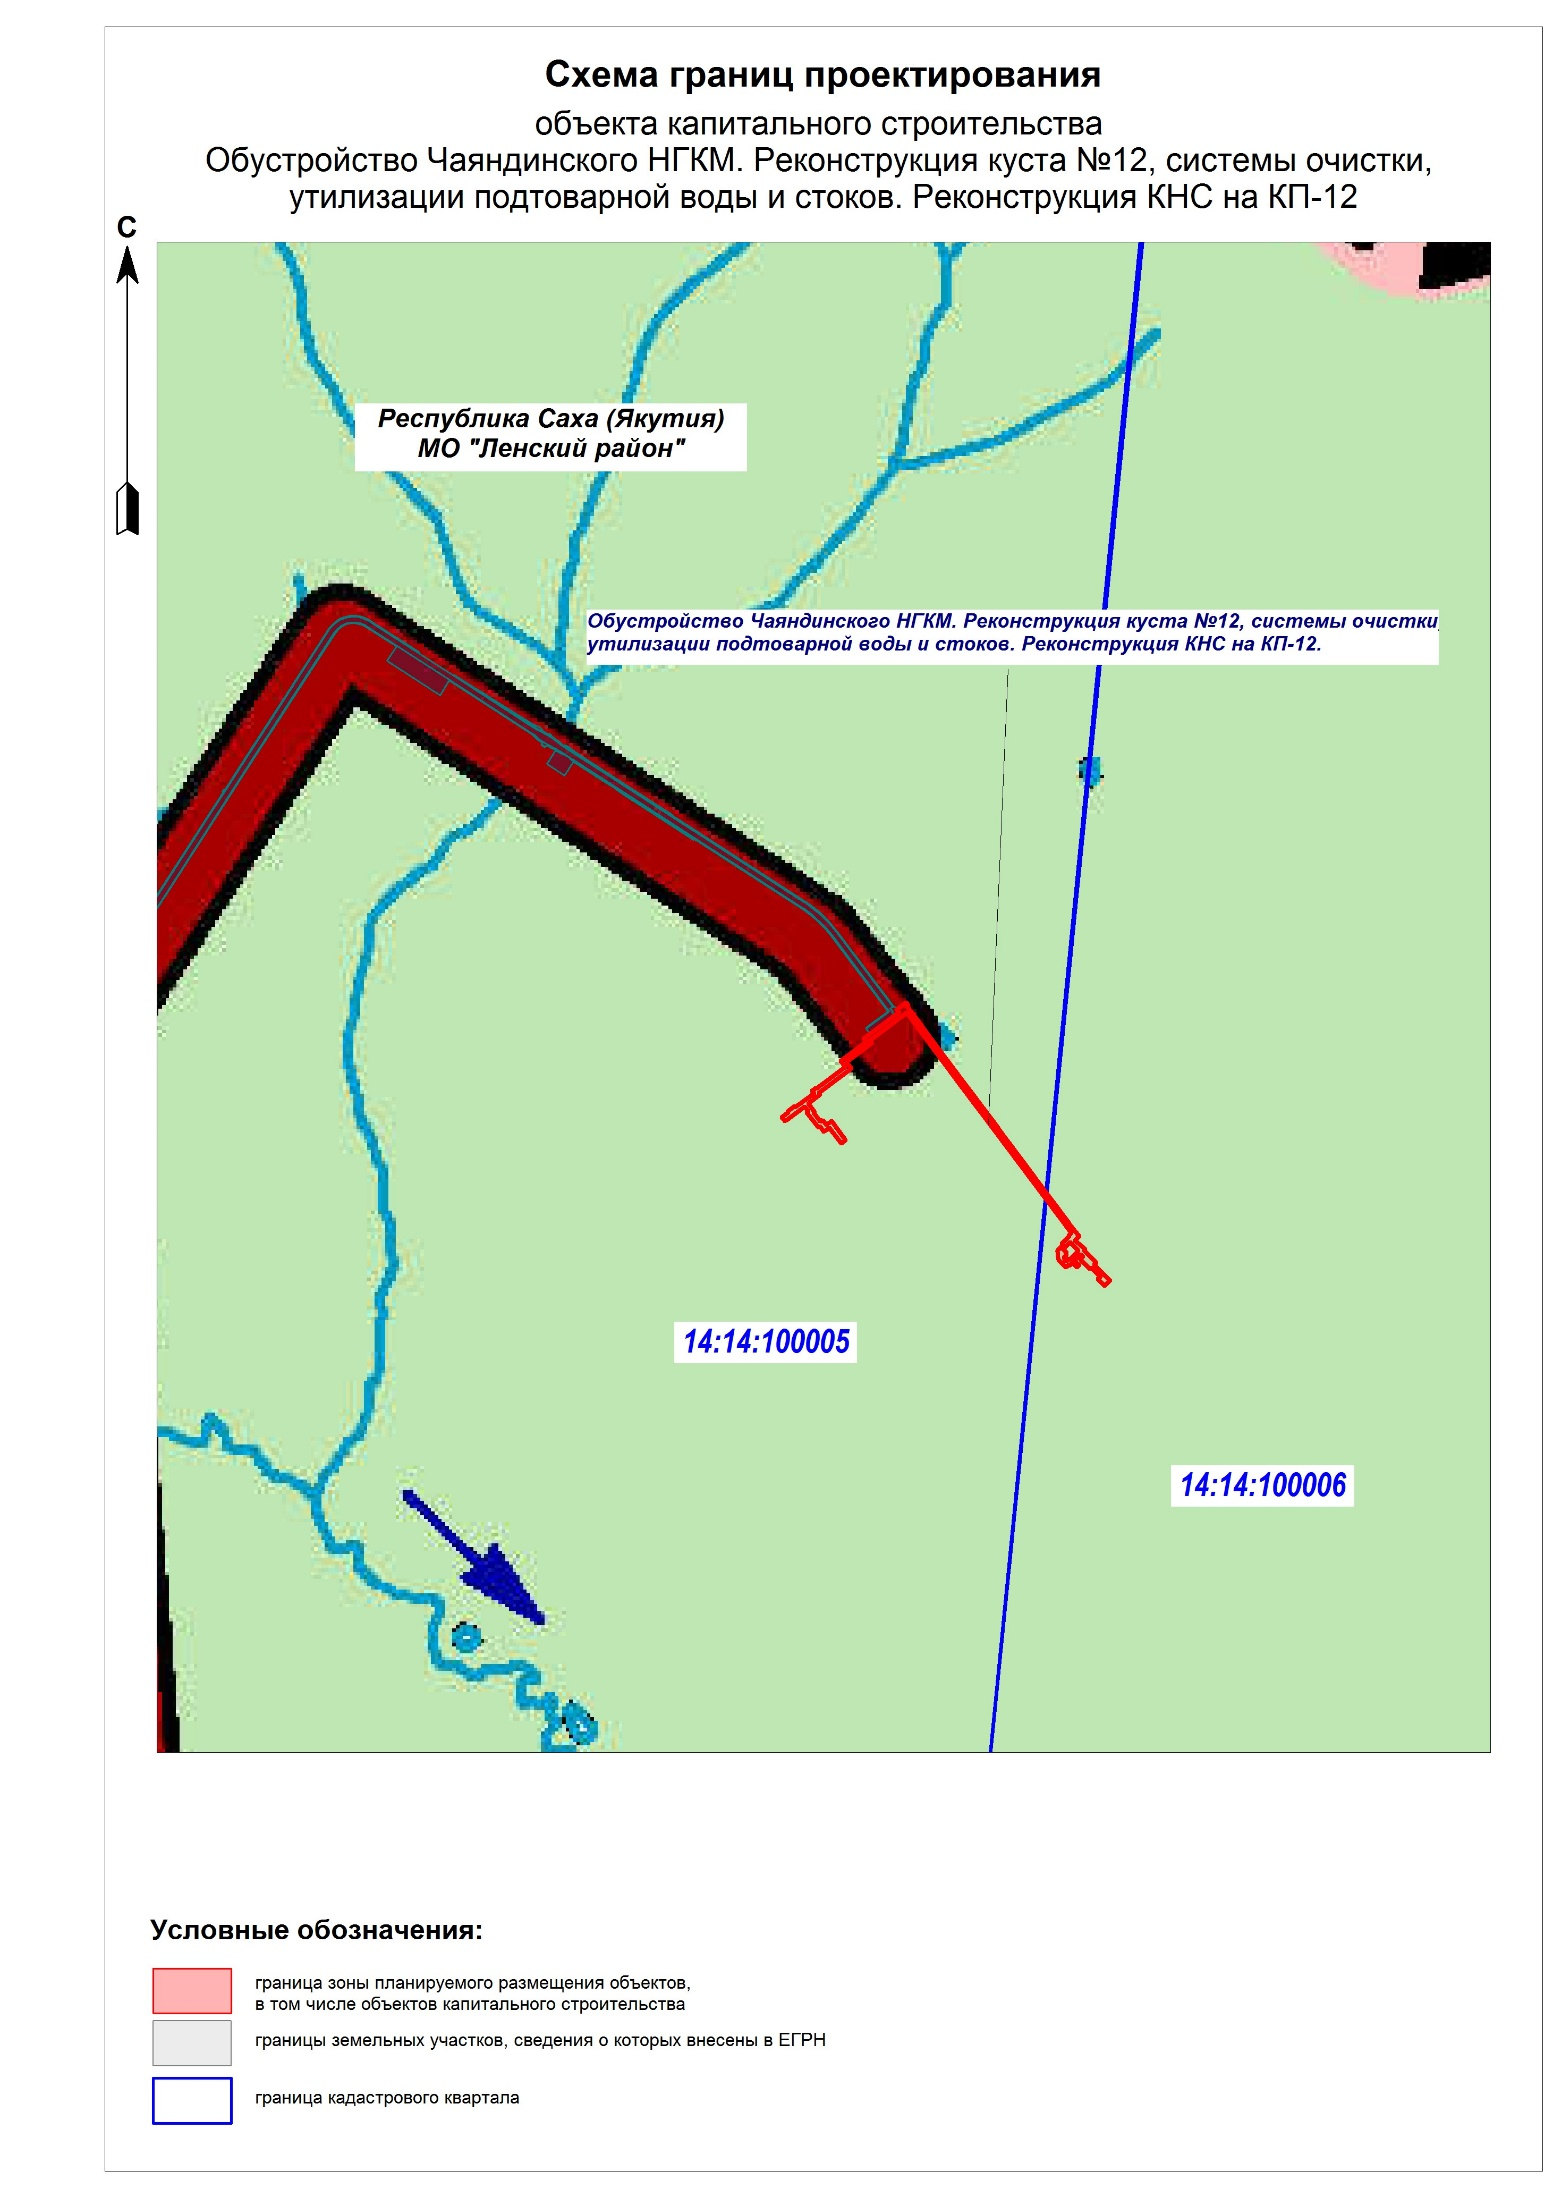 Схема границ проектирования
объекта капитального строительства
Обустройство Чаяндинского НГКМ. Реконструкция куста №12, системы очистки,
утилизации подтоварной воды и стоков. Реконструкция КНС на КП-12
С
Республика Саха (Якутия)
МО "Ленский район"
Обустройство Чаяндинского НГКМ. Реконструкция куста №12, системы очистки,
утилизации подтоварной воды и стоков. Реконструкция КНС на КП-12.
14:14:100005
14:14:100006
Условные обозначения:
граница зоны планируемого размещения объектов,
в том числе объектов капитального строительства
границы земельных участков, сведения о которых внесены в ЕГРН
граница кадастрового квартала